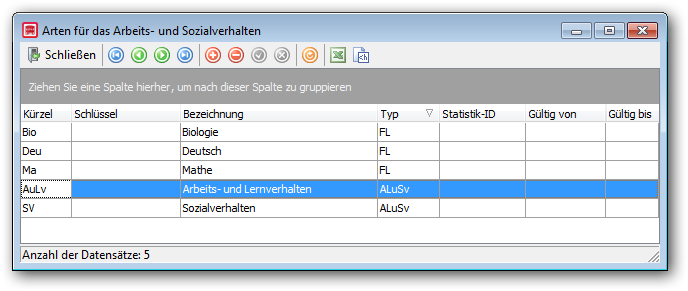 Arten für das Arbeits- und Sozialverhalten
Schließen
Ziehen Sie eine Spalte hierher, um nach dieser Spalte zu gruppieren
Kürzel Schlüssel Bezeichnung Typ Statistik-ID Gültig von Gültig bis
Bio Biologie FL
Deu Deutsch FL
Ma Mathe FL
AuLv Arbeits- und Lernverhalten ALuSv
SV Sozialverhalten ALuSv
Anzahl der Datensätze: 5